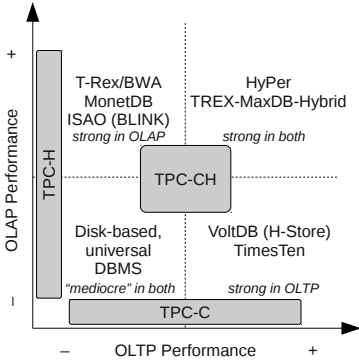 +
OLAP Performance
–
TPC-H
T-Rex/BWA
MonetDB
ISAO (BLINK)
strong in OLAP
HyPer
TREX-MaxDB-Hybrid
strong in both
TPC-CH
Disk-based,
universal
DBMS
“mediocre” in both
VoltDB (H-Store)
TimesTen
strong in OLTP
TPC-C
–
OLTP Performance
+